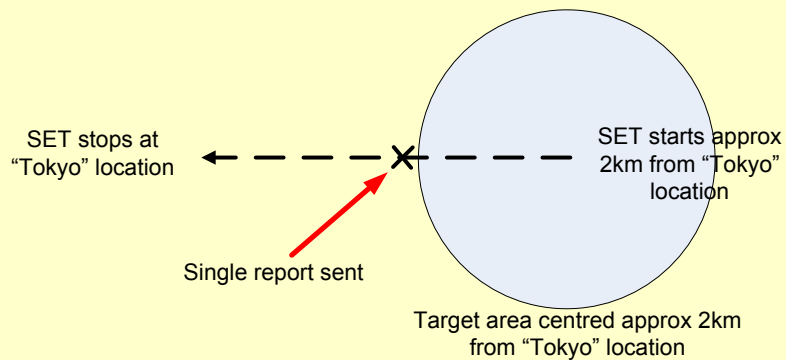 SET stops at
“Tokyo” location
SET starts approx
2km from “Tokyo”
location
Single report sent
Target area centred approx 2km
from “Tokyo” location